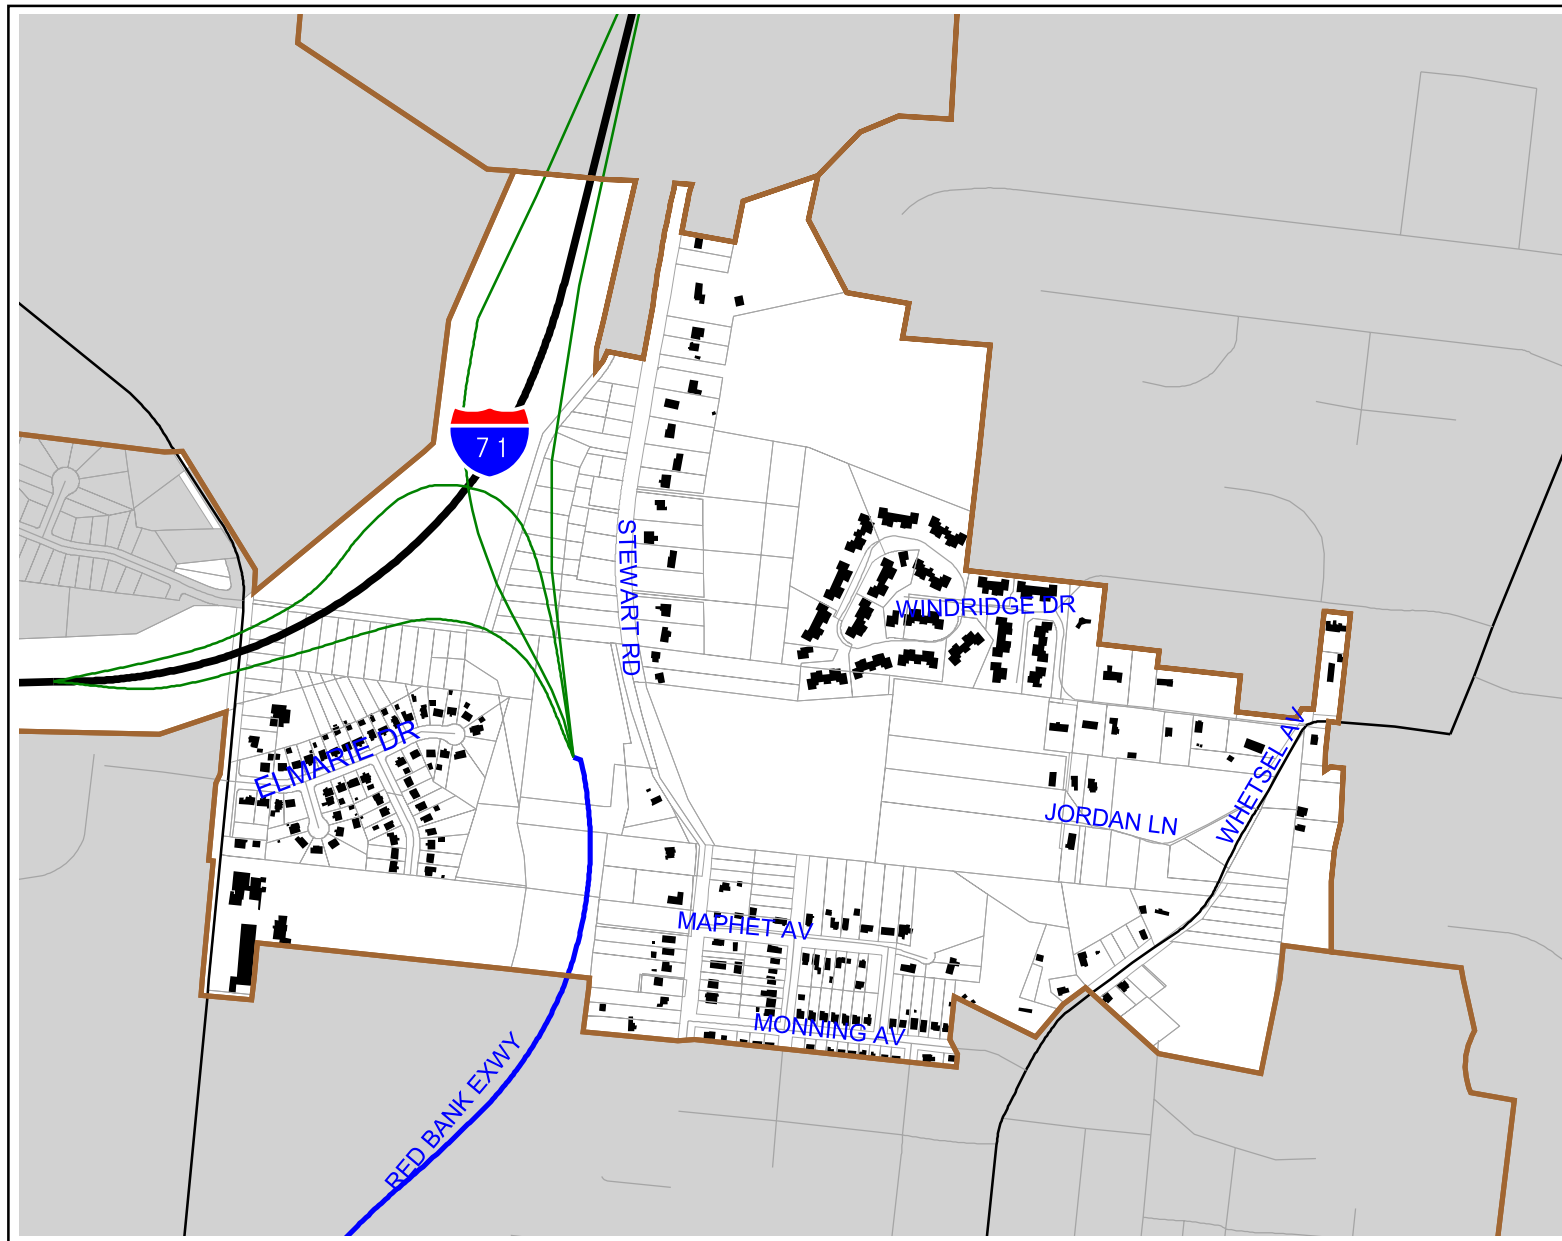 71
STEWART RD
WINDRIDGE DR
ELMARIE DR
WHETSEL AV
JORDAN LN
MAPHET AV
MONNING AV
RED BANK EXWY